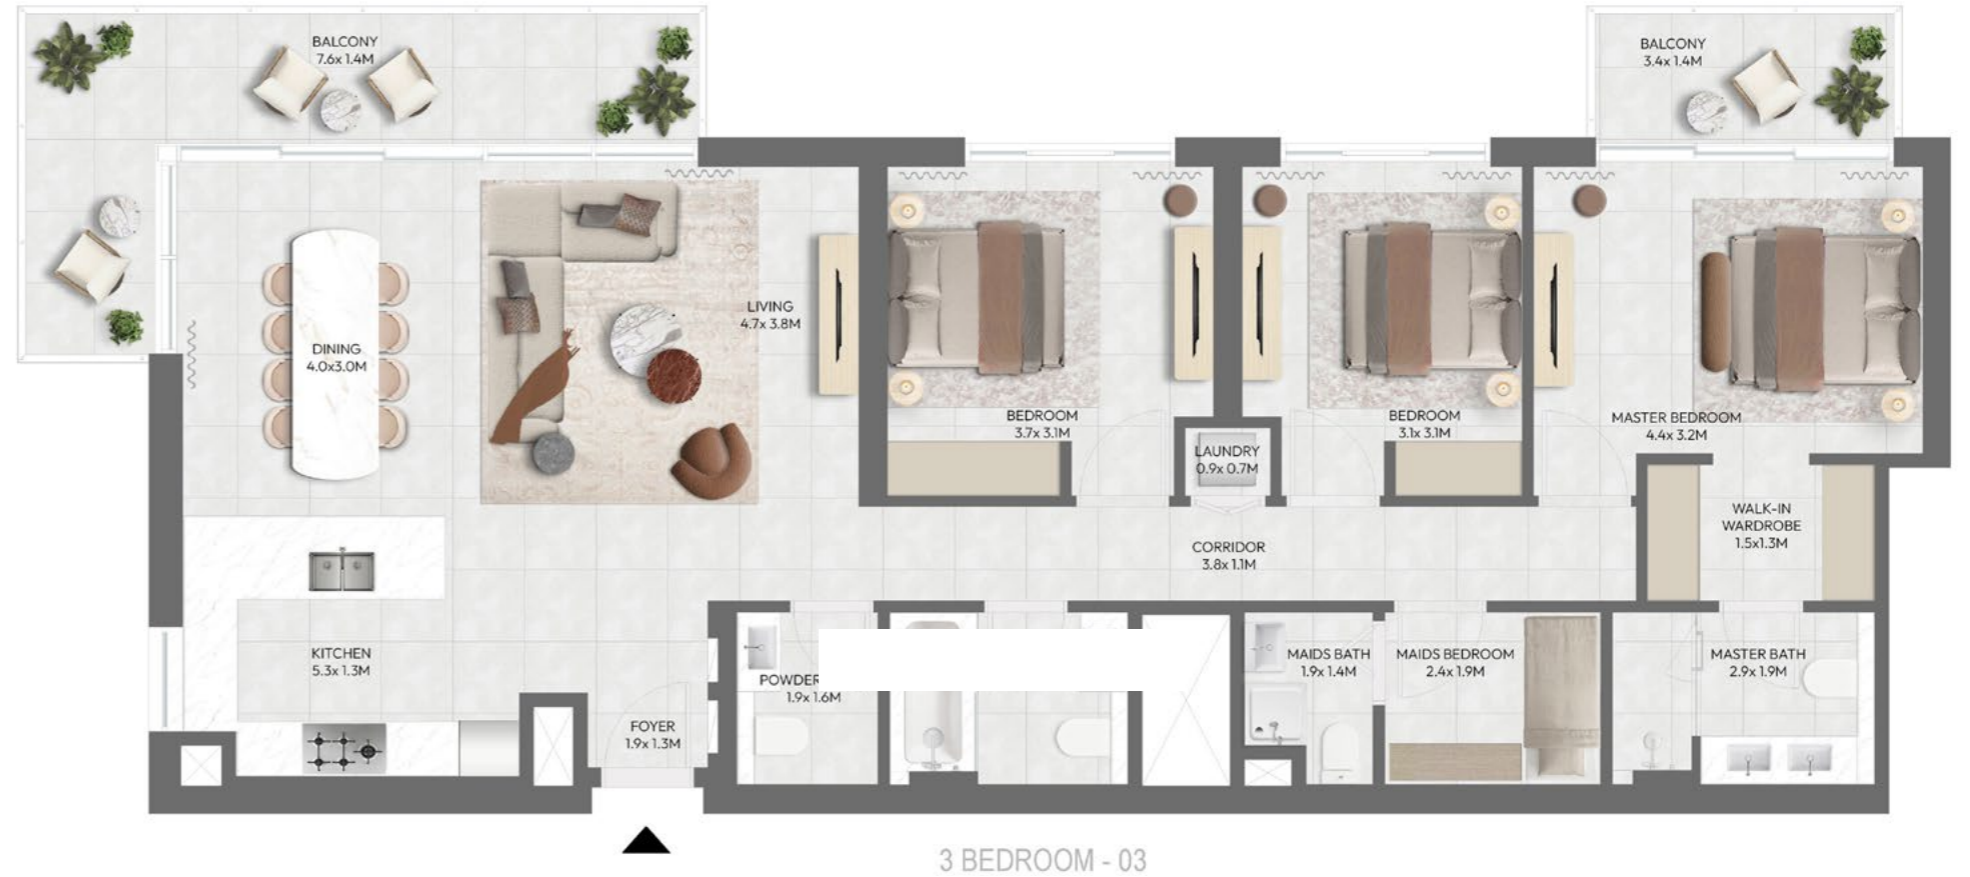 BALCONY
7.6x 1.4M
BALCONY
3.4x 1.4M
LIVING
4.7x 3.8M
DINING
4.0x3.0M
BEDROOM
3.7x 3.1M
BEDROOM
3.1x 3.1M
MASTER BEDROOM
4.4x 3.2M
LAUNDRY
0.9x 0.7M
WALK-IN
WARDROBE
1.5x1.3M
CORRIDOR
3.8x 1.1M
KITCHEN
5.3x 1.3M
POWDER
1.9x 1.6M
MAIDS BATH
1.9x 1.4M
MAIDS BEDROOM
2.4x 1.9M
MASTER BATH
2.9x 1.9M
FOYER
1.9x 1.3M
3 BEDROOM - 03